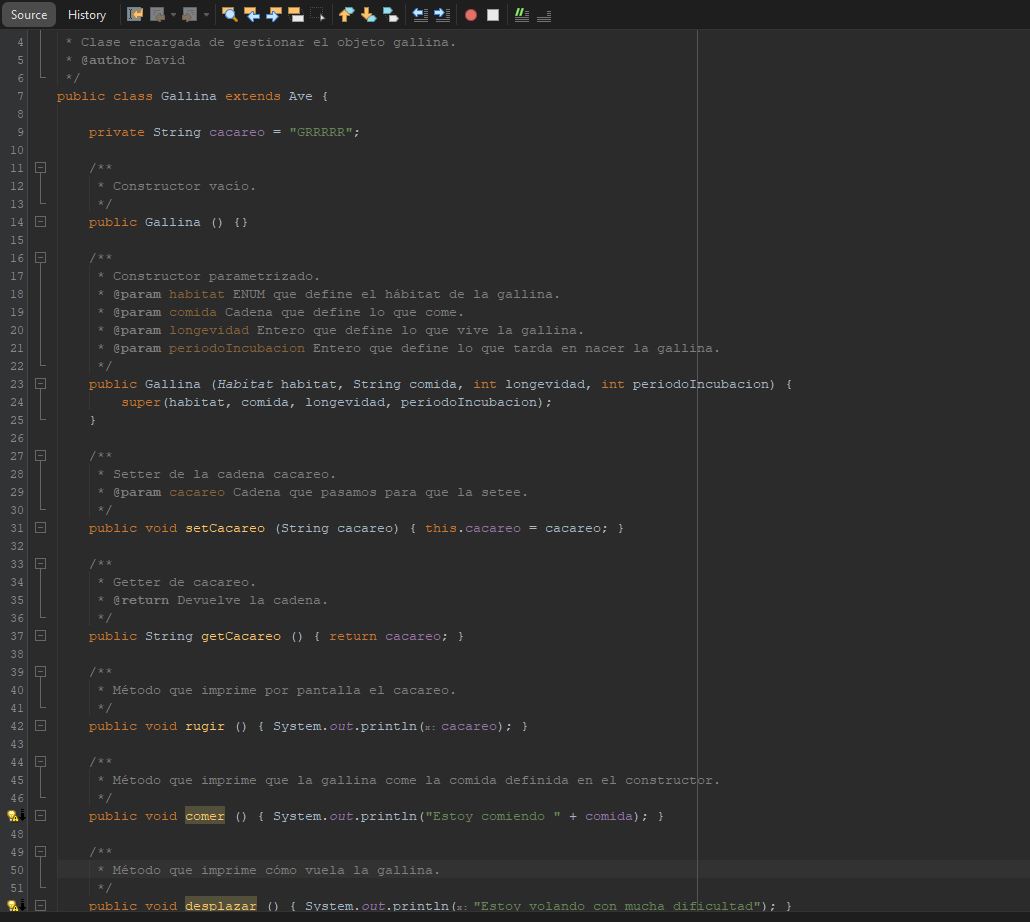 Source History
4 * Clase encargada de gestionar el objeto gallina.
5 * @author David
6 */
7 public class Gallina extends Ave {
8
9 private String cacareo = "GRRRRR";
10
11 /**
12 * Constructor vacío.
13 */
14 public Gallina () {}
15
16 /**
17 * Constructor parametrizado.
18 * @param habitat ENUM que define el hábitat de la gallina.
19 * @param comida Cadena que define lo que come.
20 * @param longevidad Entero que define lo que vive la gallina.
21 * @param periodoIncubacion Entero que define lo que tarda en nacer la gallina.
22 */
23 public Gallina (Habitat habitat, String comida, int longevidad, int periodoIncubacion) {
24 super(habitat, comida, longevidad, periodoIncubacion);
25 }
26
27 /**
28 * Setter de la cadena cacareo.
29 * @param cacareo Cadena que pasamos para que la setee.
30 */
31 public void setCacareo (String cacareo) { this.cacareo = cacareo; }
32
33 /**
34 * Getter de cacareo.
35 * @return Devuelve la cadena.
36 */
37 public String getCacareo () { return cacareo; }
38
39 /**
40 * Método que imprime por pantalla el cacareo.
41 */
42 public void rugir () { System.out.println(x: cacareo); }
43
44 /**
45 * Método que imprime que la gallina come la comida definida en el constructor.
46 */
public void comer () { System.out.println("Estoy comiendo " + comida); }
48
49 /**
50 * Método que imprime cómo vuela la gallina.
51 */
public void desplazar () { System.out.println(x: "Estoy volando con mucha dificultad"); }